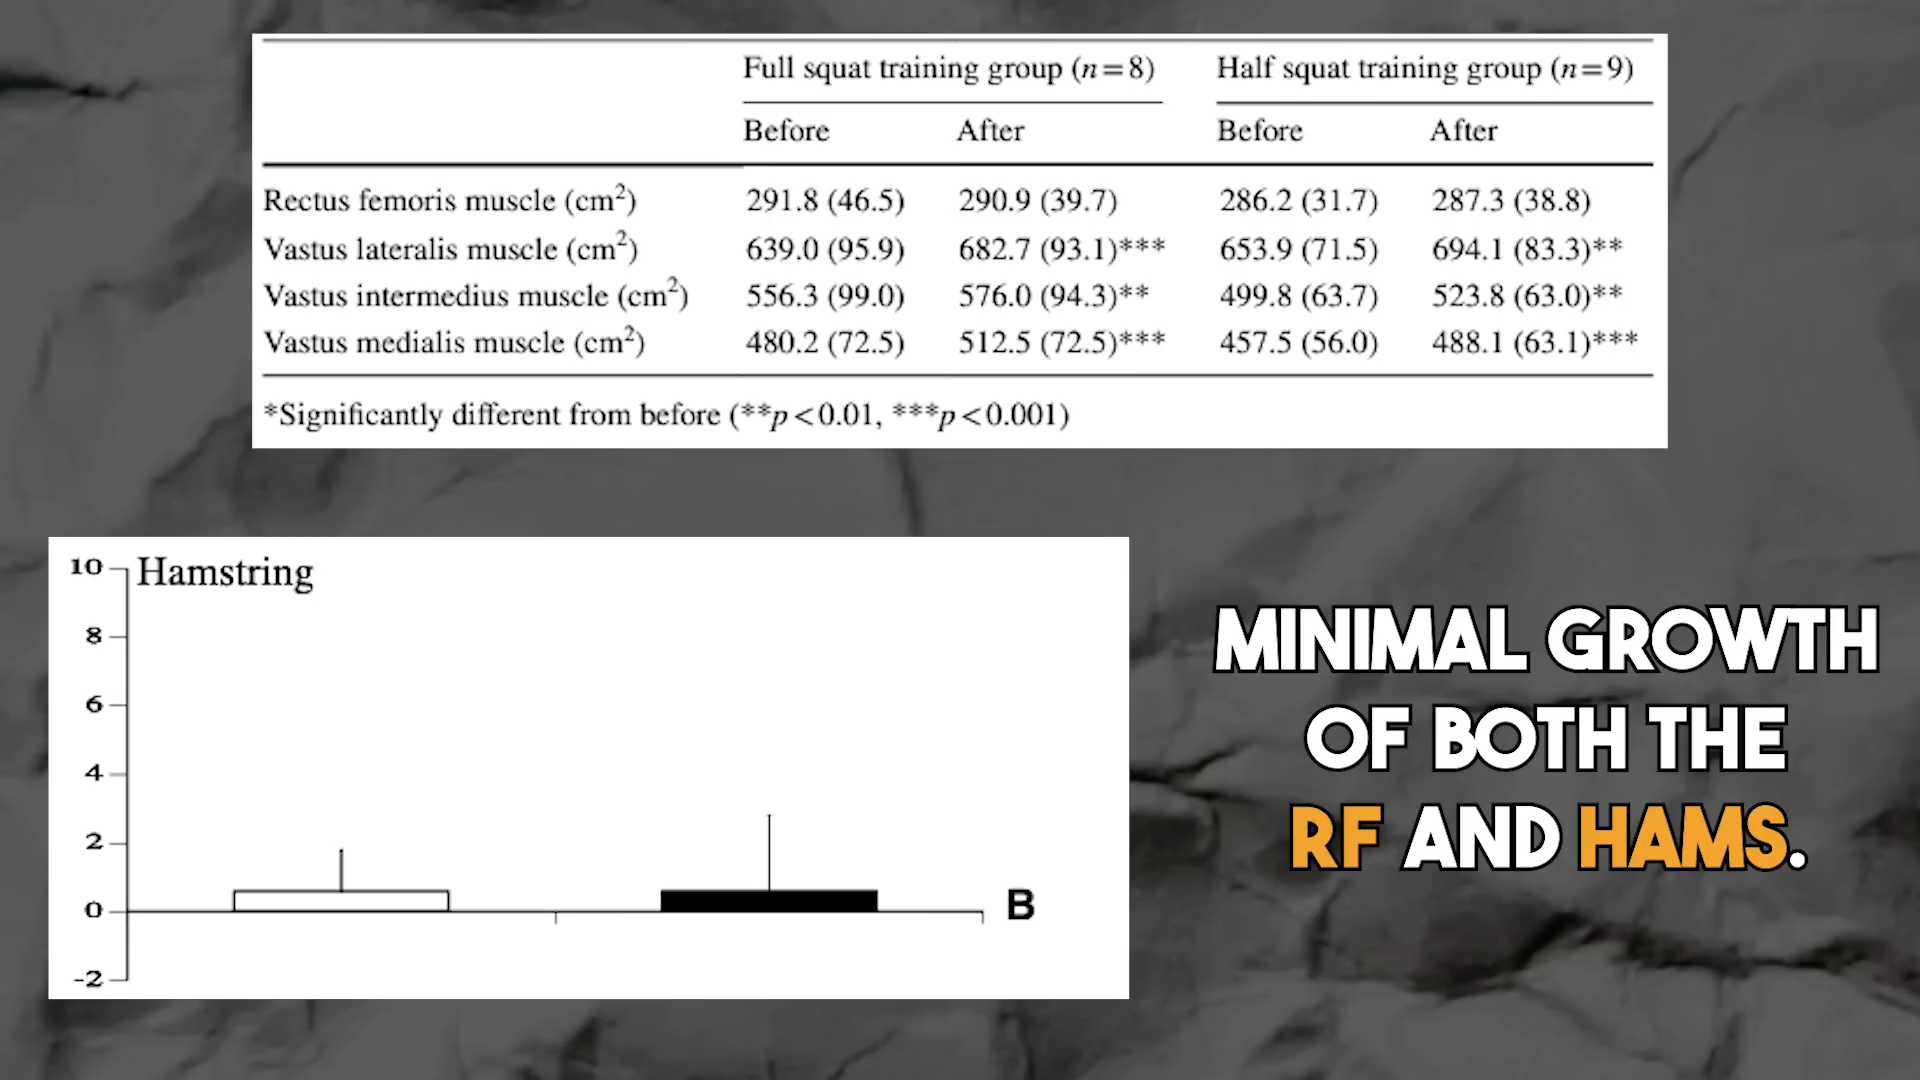 Full squat training group (n=8) Half squat training group (n=9)
Before After Before After
Rectus femoris muscle (cm²) 291.8 (46.5) 290.9 (39.7) 286.2 (31.7) 287.3 (38.8)
Vastus lateralis muscle (cm²) 639.0 (95.9) 682.7 (93.1)*** 653.9 (71.5) 694.1 (83.3)**
Vastus intermedius muscle (cm²) 556.3 (99.0) 576.0 (94.3)** 499.8 (63.7) 523.8 (63.0)**
Vastus medialis muscle (cm²) 480.2 (72.5) 512.5 (72.5)*** 457.5 (56.0) 488.1 (63.1)***
*Significantly different from before (**p<0.01, ***p<0.001)
10 Hamstring
8
6
4
2
0
-2
B
MINIMAL GROWTH
OF BOTH THE
RF AND HAMS.